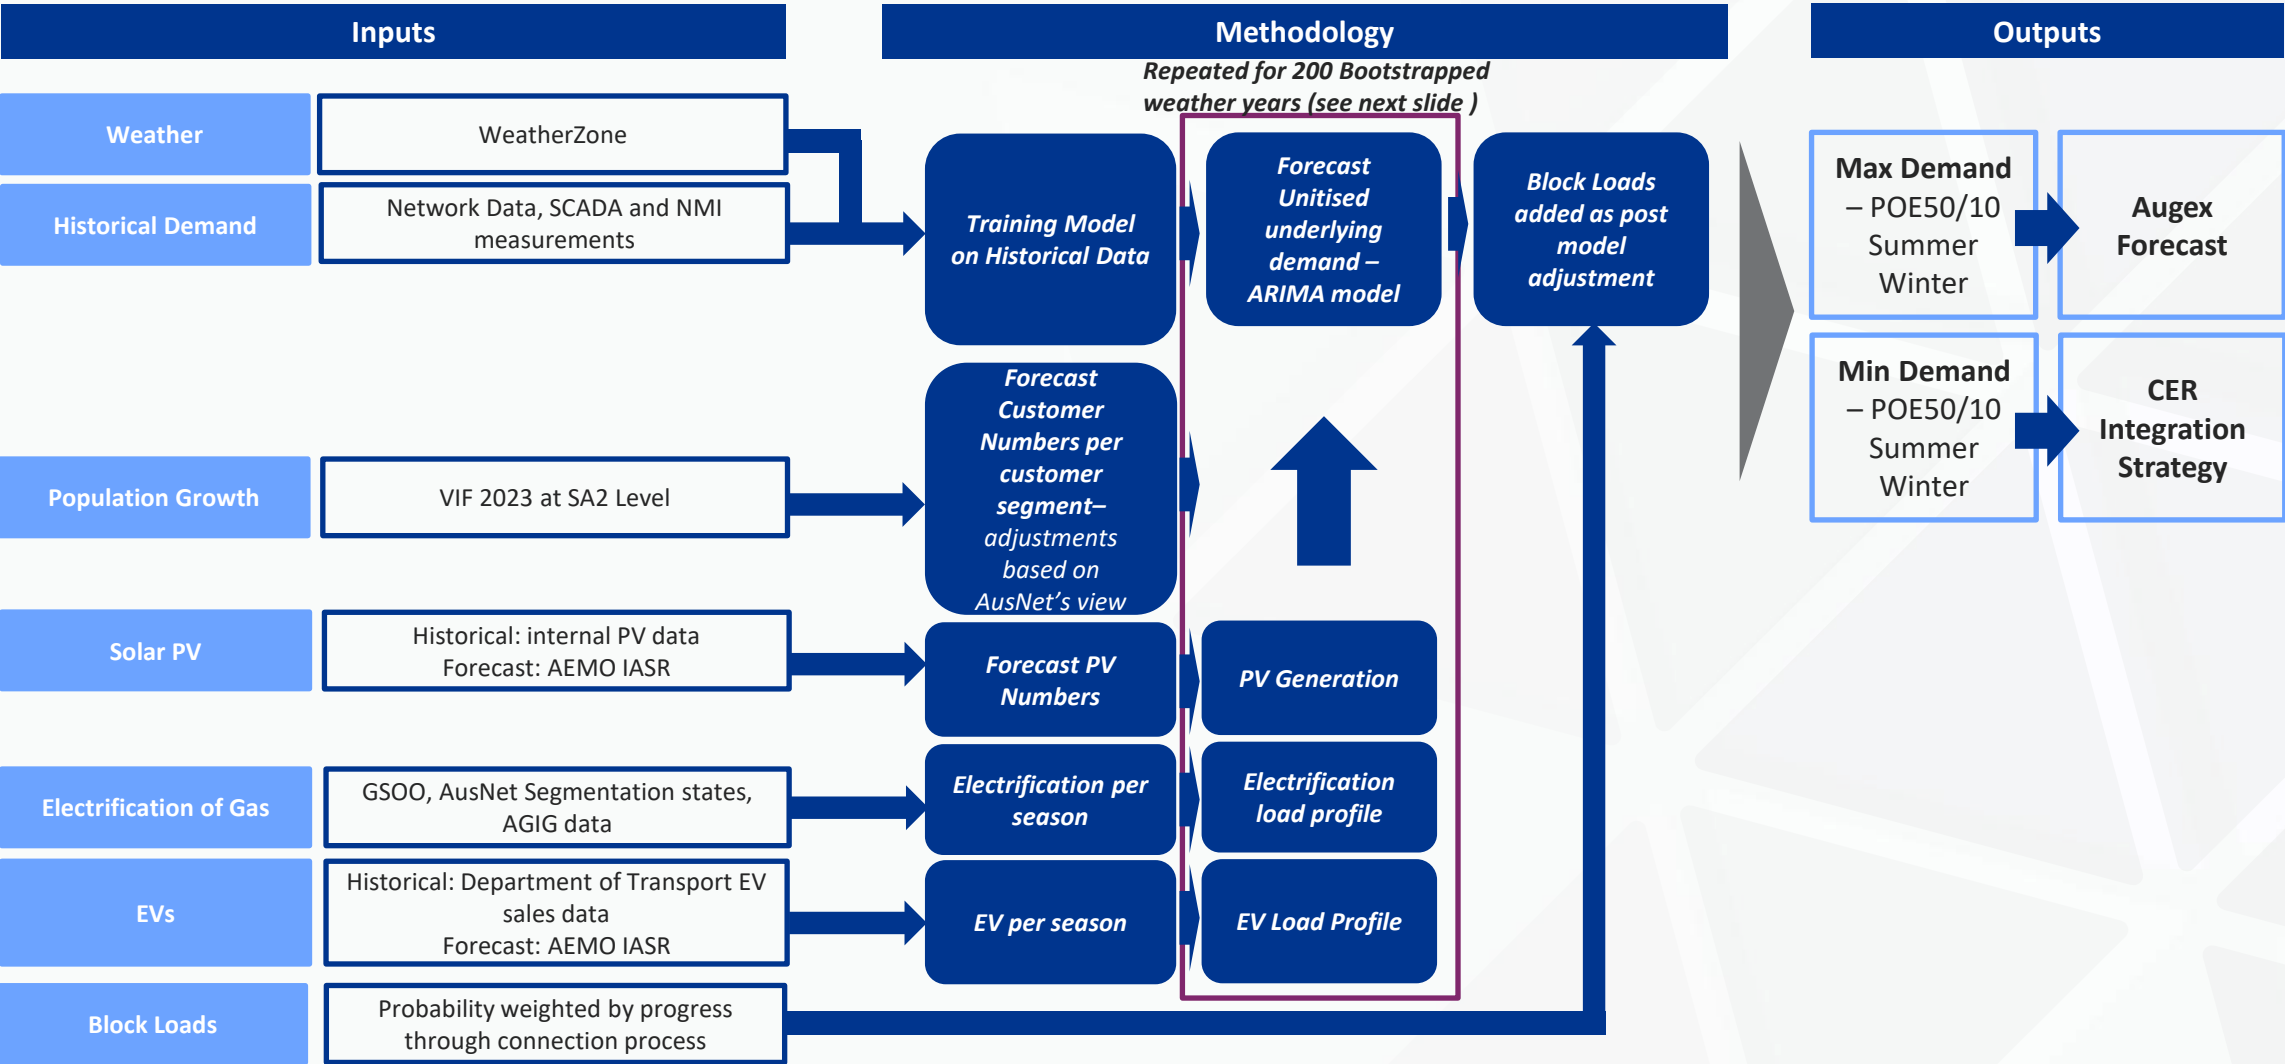 Inputs
Methodology
Outputs
Repeated for 200 Bootstrapped
weather years (see next slide )
Weather
WeatherZone
Historical Demand
Network Data, SCADA and NMI
measurements
Training Model
on Historical Data
Forecast
Unitised
underlying
demand –
ARIMA model
Block Loads
added as post
model
adjustment
Max Demand
– POE50/10
Summer
Winter
Augex
Forecast
Min Demand
– POE50/10
Summer
Winter
CER
Integration
Strategy
Population Growth
VIF 2023 at SA2 Level
Forecast
Customer
Numbers per
customer
segment–
adjustments
based on
AusNet’s view
Solar PV
Historical: internal PV data
Forecast: AEMO IASR
Forecast PV
Numbers
PV Generation
Electrification of Gas
GSOO, AusNet Segmentation states,
AGIG data
Electrification per
season
Electrification
load profile
EVs
Historical: Department of Transport EV
sales data
Forecast: AEMO IASR
EV per season
EV Load Profile
Block Loads
Probability weighted by progress
through connection process